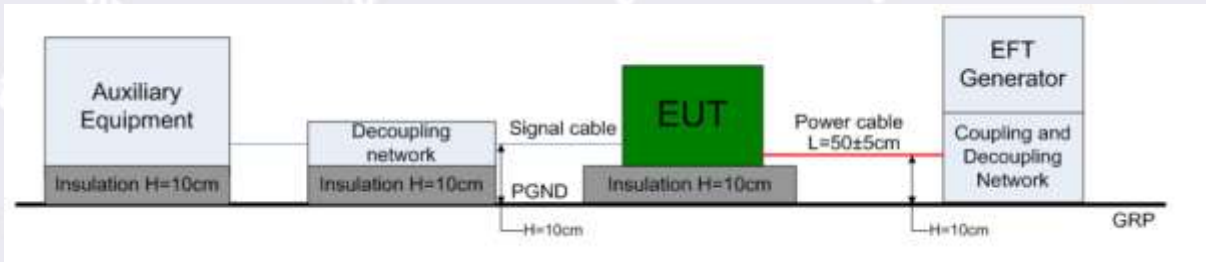 Auxiliary
Equipment
Insulation H=10cm
Decoupling
network
Insulation H=10cm
Signal cable
PGND
H=10cm
EUT
Insulation H=10cm
Power cable
L=50±5cm
H=10cm
EFT
Generator
Coupling and
Decoupling
Network
GRP